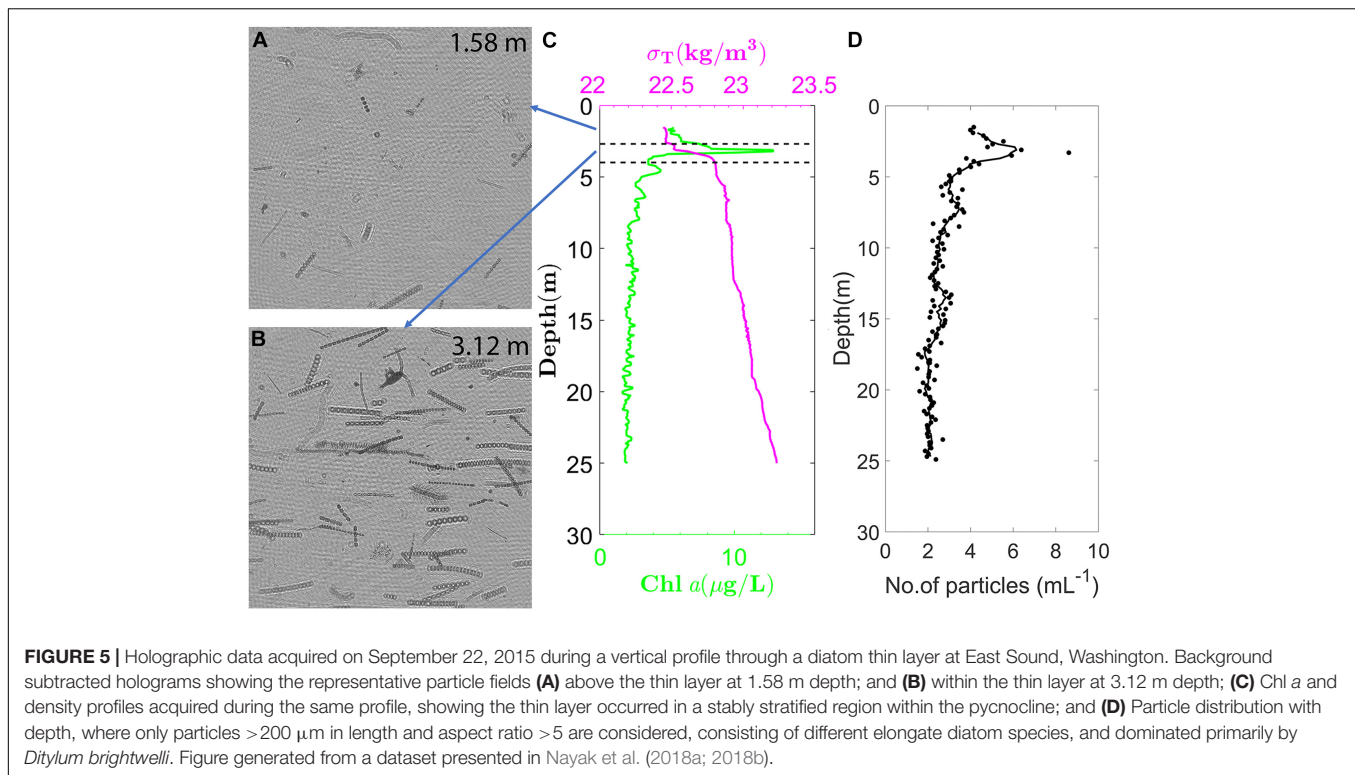 A
1.58 m
B
3.12 m
C
σT(kg/m³)
22 22.5 23 23.5
0
5
10
15
20
25
30
Depth(m)
0 10
Chl a(μg/L)
D
0
5
10
15
20
25
30
Depth(m)
0 2 4 6 8 10
No.of particles (mL⁻¹)
FIGURE 5 | Holographic data acquired on September 22, 2015 during a vertical profile through a diatom thin layer at East Sound, Washington. Background
subtracted holograms showing the representative particle fields (A) above the thin layer at 1.58 m depth; and (B) within the thin layer at 3.12 m depth; (C) Chl a and
density profiles acquired during the same profile, showing the thin layer occurred in a stably stratified region within the pycnocline; and (D) Particle distribution with
depth, where only particles >200 μm in length and aspect ratio >5 are considered, consisting of different elongate diatom species, and dominated primarily by
Ditylum brightwelli. Figure generated from a dataset presented in Nayak et al. (2018a; 2018b).